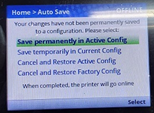 Home > Auto Save
OFFLINE
Your changes have not been permanently saved
to a configuration. Please select:
Save permanently in Active Config
Save temporarily in Current Config
Cancel and Restore Active Config
Cancel and Restore Factory Config
When completed, the printer will go online
Select